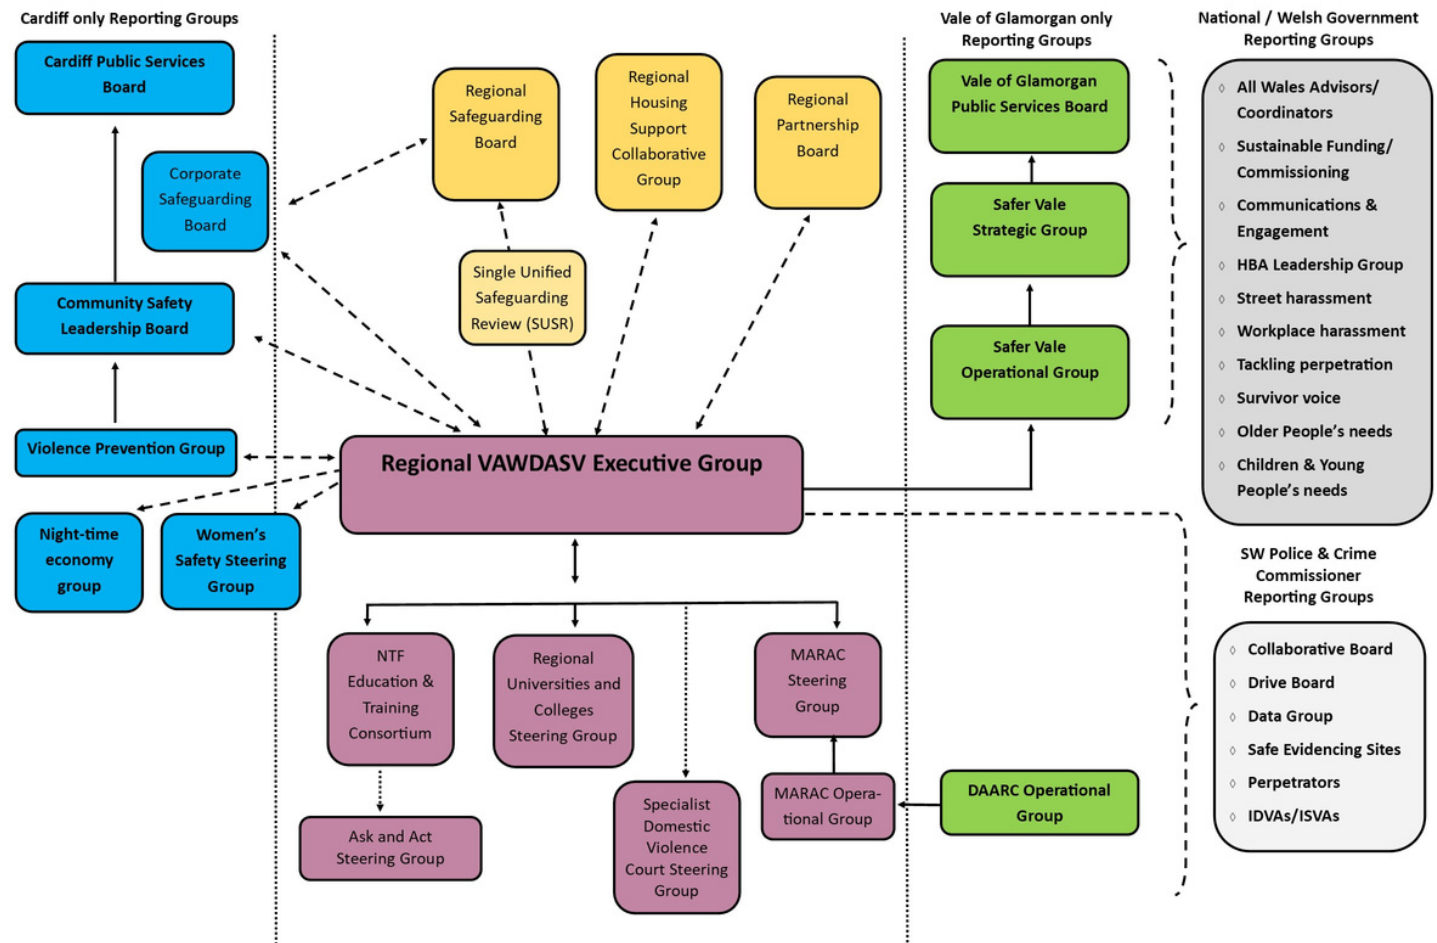 Cardiff only Reporting Groups
Cardiff Public Services
Board
Corporate
Safeguarding
Board
Community Safety
Leadership Board
Violence Prevention Group
Night-time
economy
group
Women's
Safety Steering
Group
Regional
Safeguarding
Board
Regional
Housing
Support
Collaborative
Group
Regional
Partnership
Board
Single Unified
Safeguarding
Review (SUSR)
Regional VAWDASV Executive Group
NTF
Education &
Training
Consortium
Regional
Universities and
Colleges
Steering Group
MARAC
Steering
Group
Ask and Act
Steering Group
Specialist
Domestic
Violence
Court Steering
Group
MARAC Opera-
tional Group
Vale of Glamorgan only
Reporting Groups
Vale of Glamorgan
Public Services Board
Safer Vale
Strategic Group
Safer Vale
Operational Group
DAARC Operational
Group
National / Welsh Government
Reporting Groups
◊ All Wales Advisors/
Coordinators
◊ Sustainable Funding/
Commissioning
◊ Communications &
Engagement
◊ HBA Leadership Group
◊ Street harassment
◊ Workplace harassment
◊ Tackling perpetration
◊ Survivor voice
◊ Older People's needs
◊ Children & Young
People's needs
SW Police & Crime
Commissioner
Reporting Groups
◊ Collaborative Board
◊ Drive Board
◊ Data Group
◊ Safe Evidencing Sites
◊ Perpetrators
◊ IDVAs/ISVAs